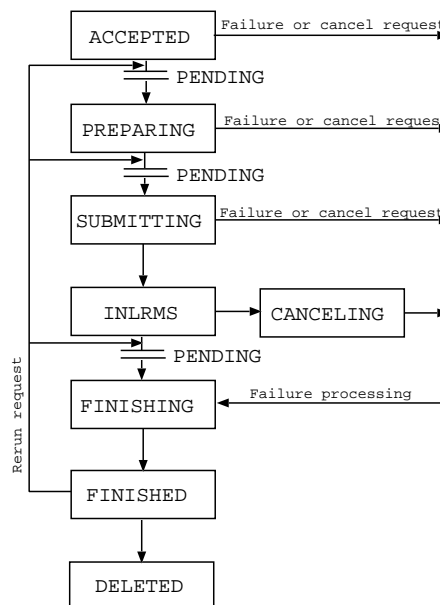 Failure or cancel request
ACCEPTED
PENDING
Failure or cancel request
PREPARING
PENDING
Failure or cancel request
SUBMITTING
INLRMS
CANCELING
PENDING
Failure processing
FINISHING
Rerun request
FINISHED
DELETED